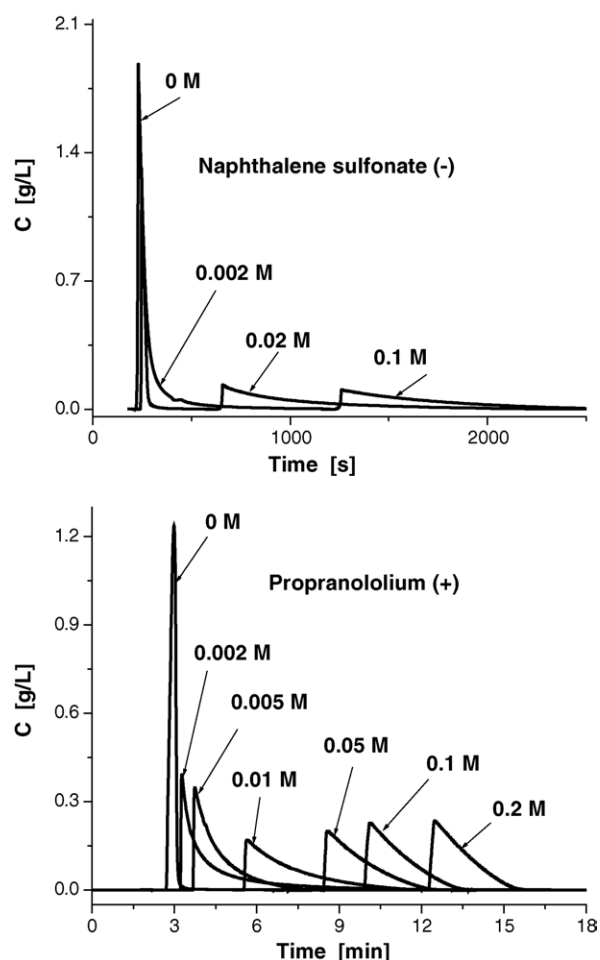 2.1
0 M
1.4
Naphthalene sulfonate (-)
C [g/L]
0.7
0.002 M
0.02 M
0.1 M
0.0
0 1000 2000
Time [s]
0 M
1.2
Propranololium (+)
0.9
0.002 M
C [g/L]
0.6
0.005 M
0.05 M
0.1 M
0.01 M
0.3
0.2 M
0.0
0 3 6 9 12 15 18
Time [min]